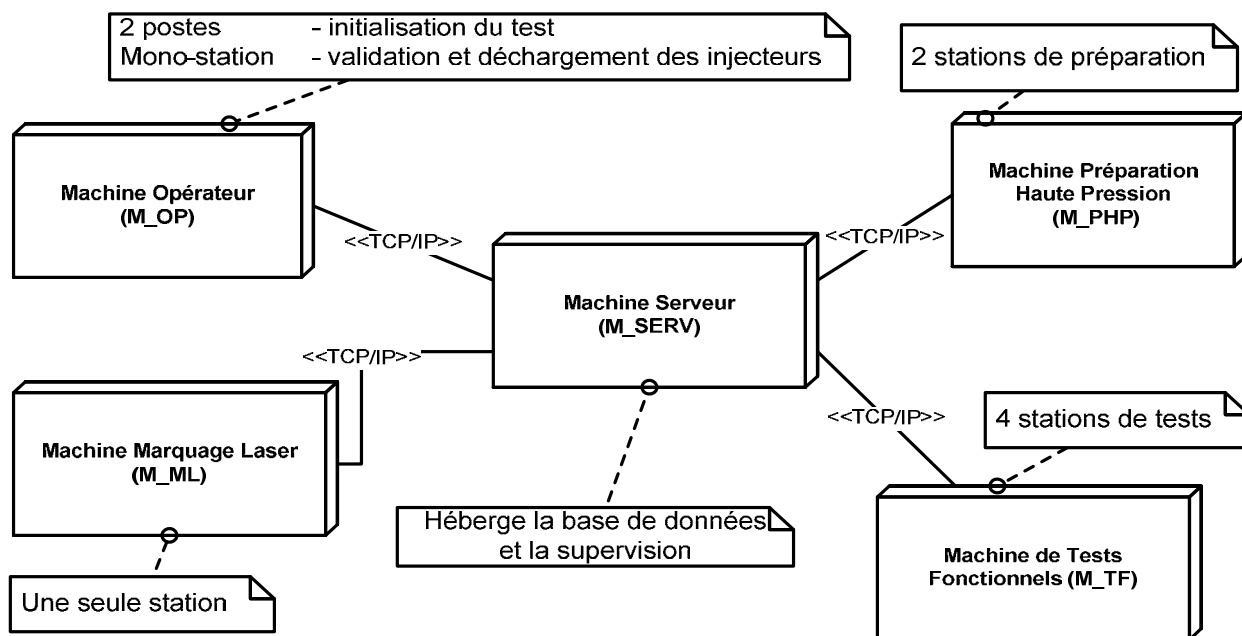 2 postes - initialisation du test
Mono-station - validation et déchargement des injecteurs
2 stations de préparation
Machine Opérateur
(M_OP)
Machine Préparation
Haute Pression
(M_PHP)
<<TCP/IP>>
<<TCP/IP>>
Machine Serveur
(M_SERV)
<<TCP/IP>>
<<TCP/IP>>
4 stations de tests
Machine Marquage Laser
(M_ML)
Héberge la base de données
et la supervision
Machine de Tests
Fonctionnels (M_TF)
Une seule station